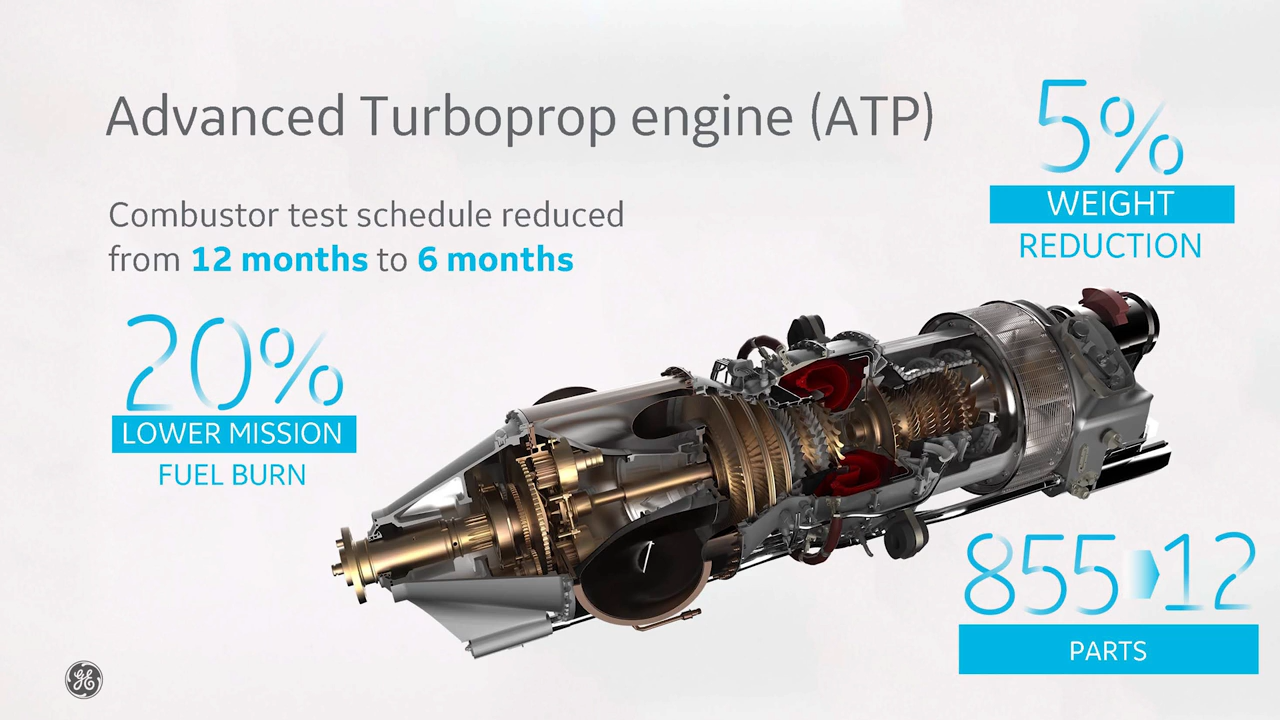 Advanced Turboprop engine (ATP)
5%
WEIGHT
REDUCTION
Combustor test schedule reduced
from 12 months to 6 months
20%
LOWER MISSION
FUEL BURN
855 12
PARTS
GE